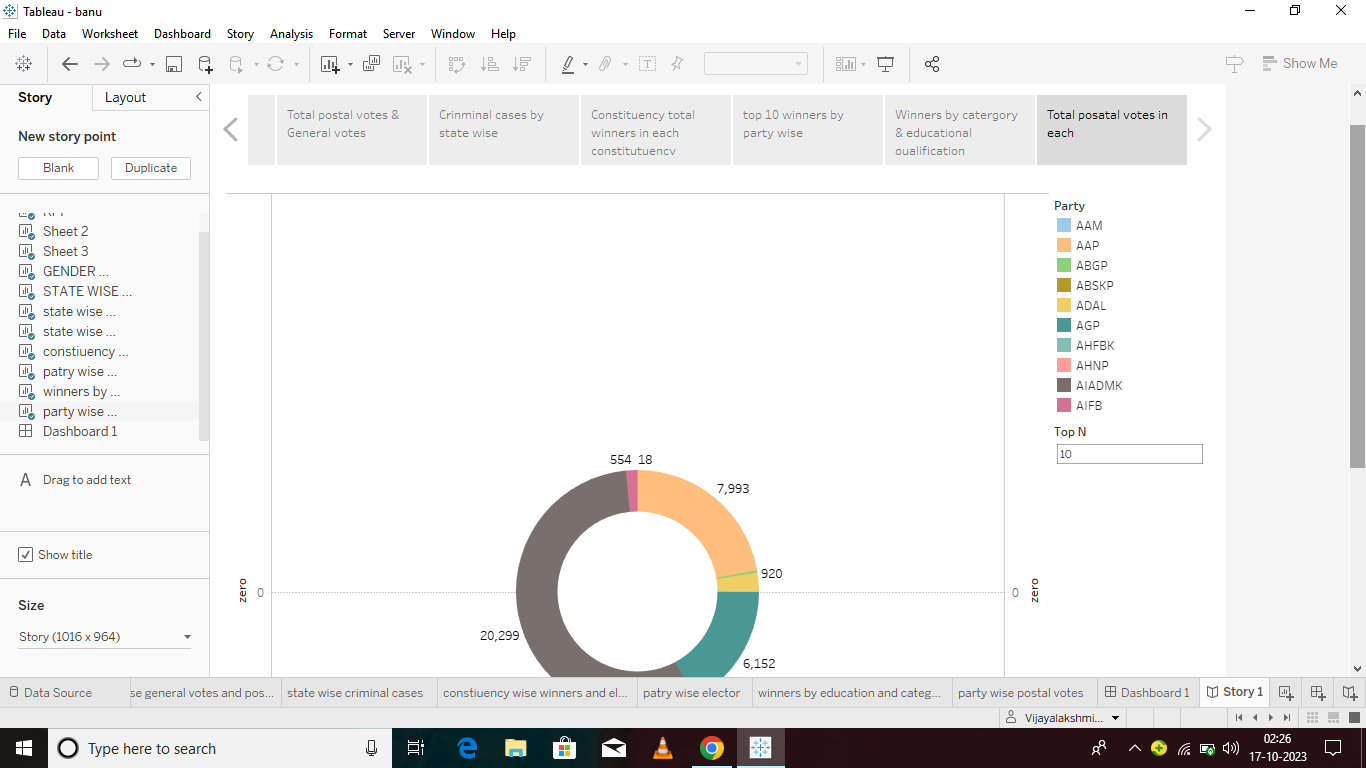 Tableau - banu
File Data Worksheet Dashboard Story Analysis Format Server Window Help
Show Me
Story Layout
New story point
Blank Duplicate
Sheet 2
Sheet 3
GENDER ...
STATE WISE ...
state wise ...
state wise ...
constiuency ...
patry wise ...
winners by ...
party wise ...
Dashboard 1
A Drag to add text
Show title
Size
Story (1016 x 964)
Total postal votes &
General votes
Crinminal cases by
state wise
Constituency total
winners in each
constitutuency
top 10 winners by
party wise
Winners by catergory
& educational
qualification
Total posatal votes in
each
554 18
7,993
920
zero 0
0 zero
20,299
6,152
Party
AAM
AAP
ABGP
ABSKP
ADAL
AGP
AHFBK
AHNP
AIADMK
AIFB
Top N
10
Data Source
se general votes and pos...
state wise criminal cases
constiuency wise winners and el...
patry wise elector
winners by education and categ...
party wise postal votes
Dashboard 1
Story 1
Vijayalakshmi...
Type here to search
02:26
17-10-2023